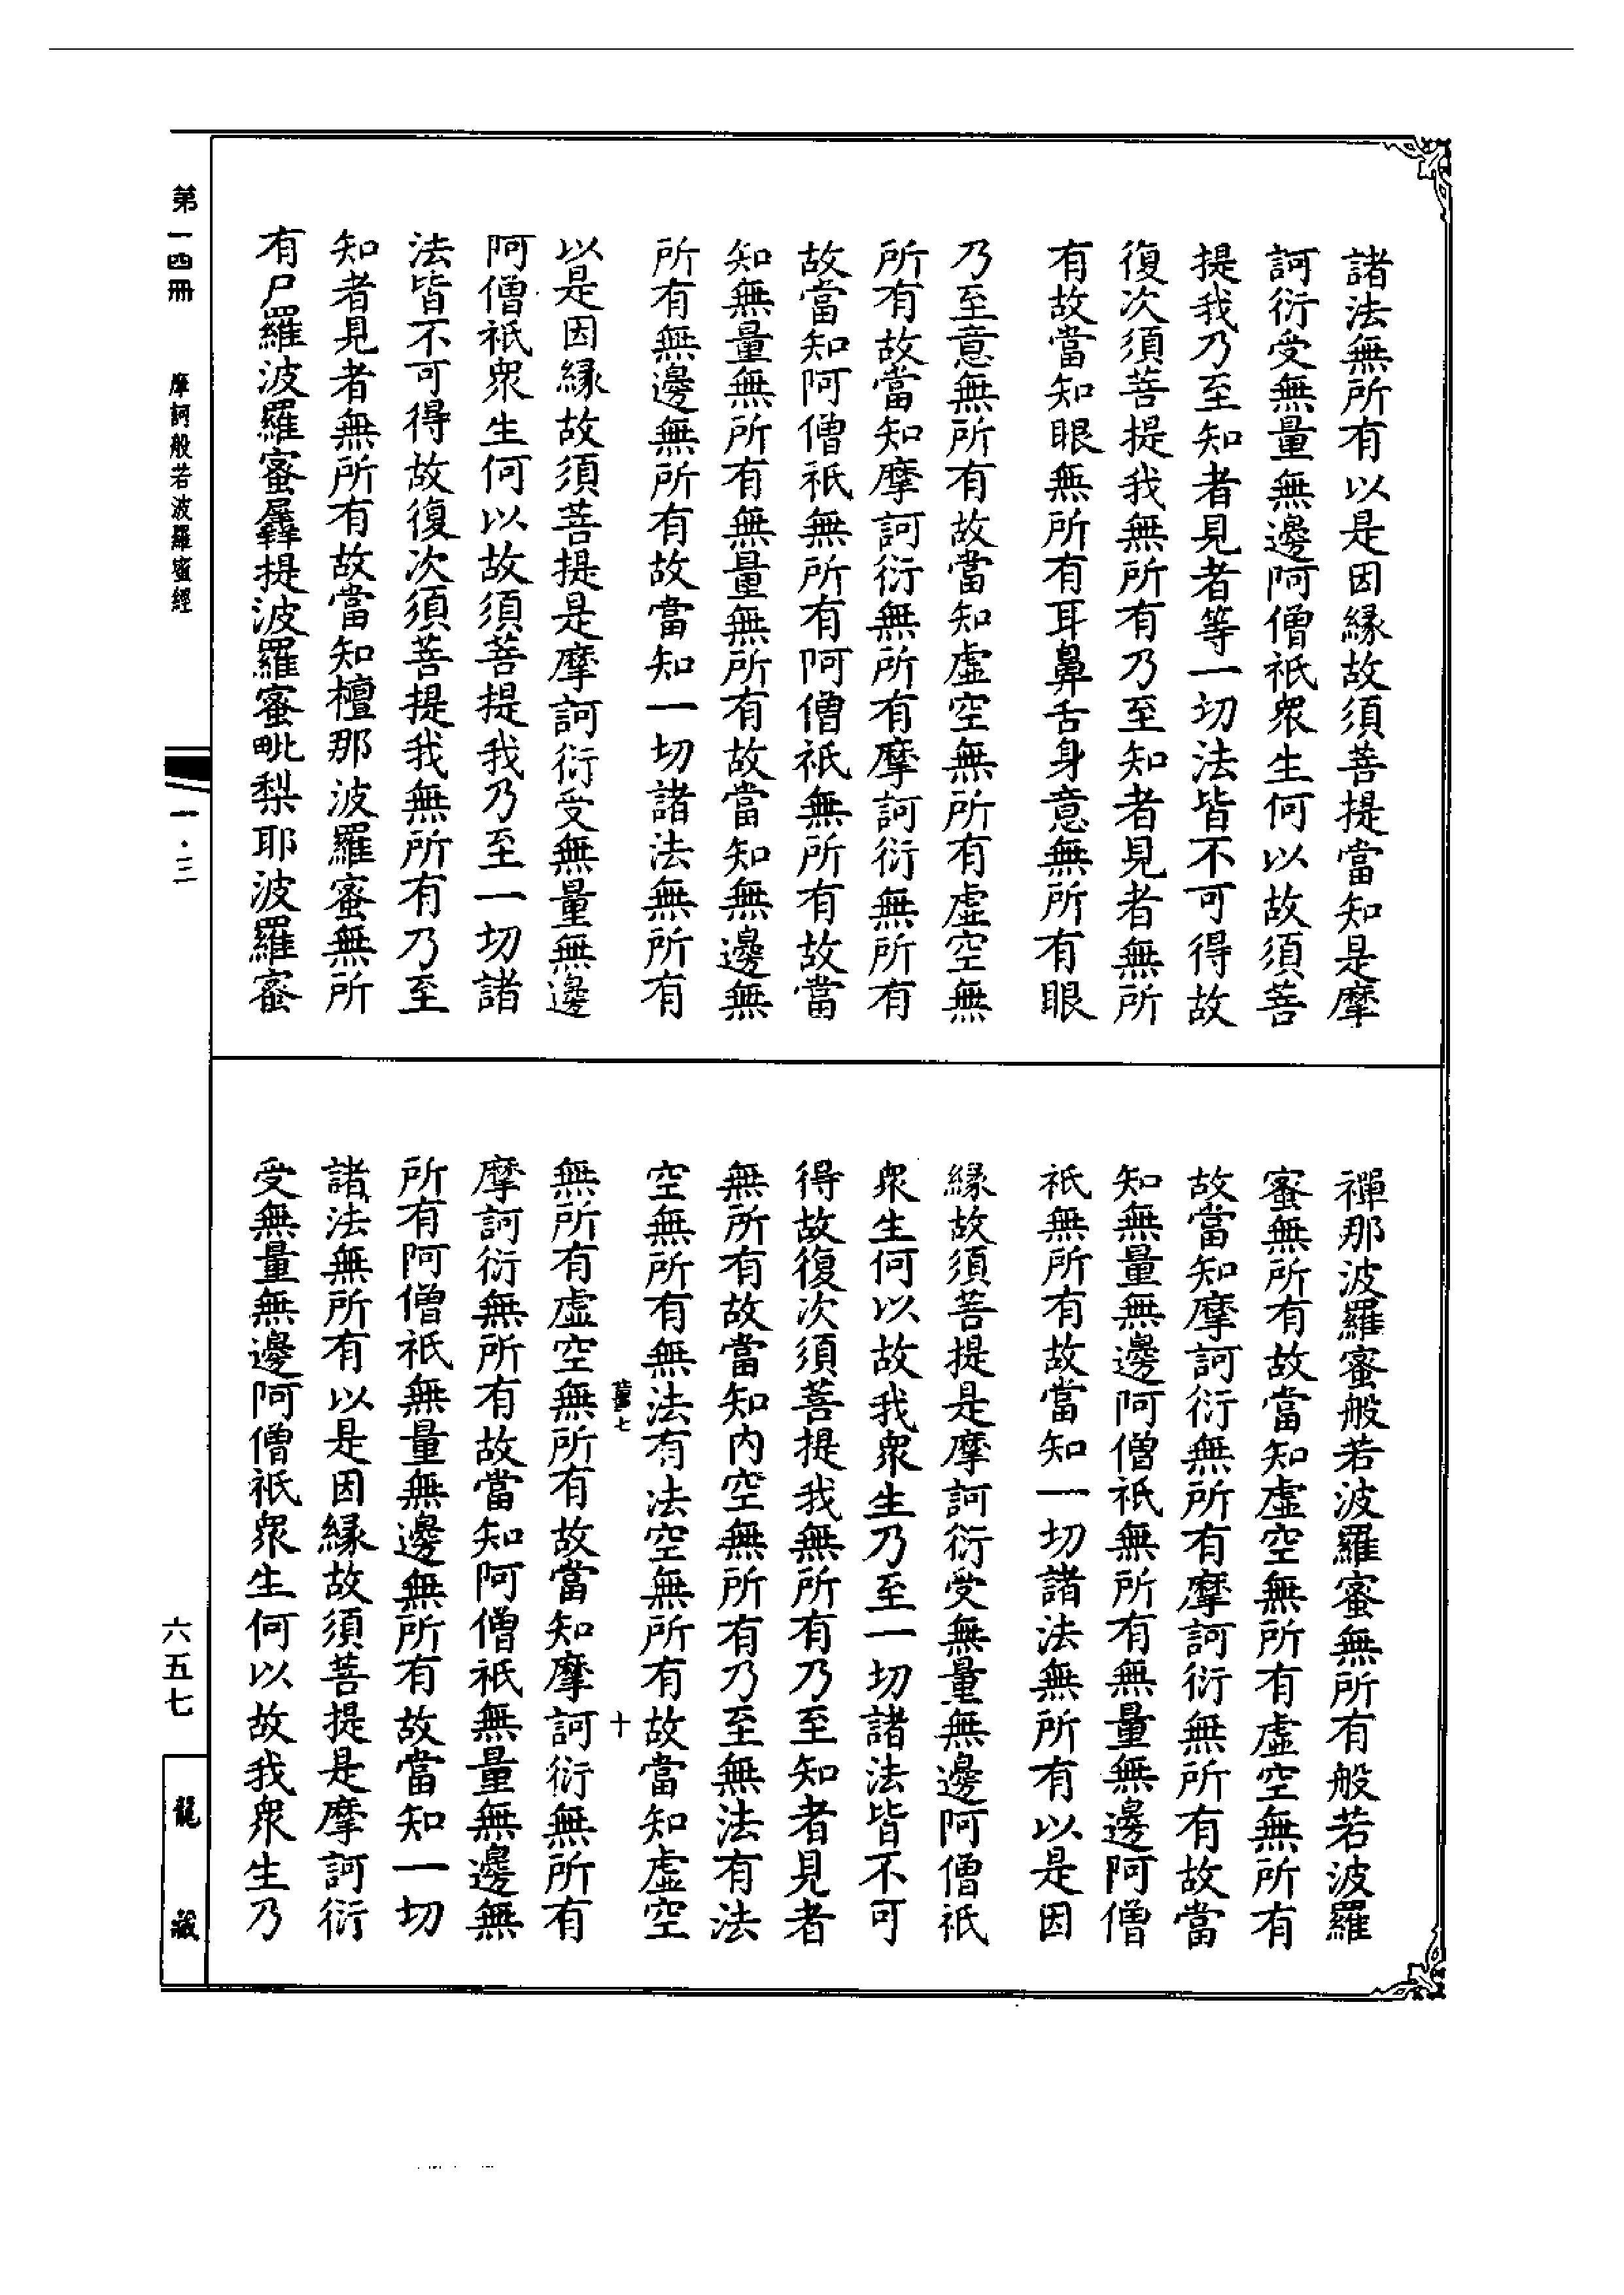 諸法無所有以是因緣故須菩提當知是摩
訶衍受無量無邊阿僧祇衆生何以故須菩
提我乃至知者見者等一切法皆不可得故
復次須菩提我無所有乃至知者見者無所
有故當知眼無所有耳鼻舌身意無所有眼
乃至意無所有故當知虛空無所有虛空無
所有故當知摩訶衍無所有摩訶衍無所有
故當知阿僧祇無所有阿僧祇無所有故當
知無量無所有無量無所有故當知無邊無
所有無邊無所有故當知一切諸法無所有
以是因緣故須菩提是摩訶衍受無量無邊
阿僧祇衆生何以故須菩提我乃至一切諸
法皆不可得故復次須菩提我無所有乃至
知者見者無所有故當知檀那波羅蜜無所
有尸羅波羅蜜羼提波羅蜜毗梨耶波羅蜜
禪那波羅蜜般若波羅蜜無所有般若波羅
蜜無所有故當知虛空無所有虛空無所有
故當知摩訶衍無所有摩訶衍無所有故當
知無量無邊阿僧祇無所有無量無邊阿僧
祇無所有故當知一切諸法無所有以是因
緣故須菩提是摩訶衍受無量無邊阿僧祇
衆生何以故我衆生乃至一切諸法皆不可
得故復次須菩提我無所有乃至知者見者
無所有故當知內空無所有乃至無法有法
空無所有無法有法空無所有故當知虛空
七 十
無所有虛空無所有故當知摩訶衍無所有
摩訶衍無所有故當知阿僧祇無量無邊無
所有阿僧祇無量無邊無所有故當知一切
諸法無所有以是因緣故須菩提是摩訶衍
受無量無邊阿僧祇衆生何以故我衆生乃
第一四冊 摩訶般若波羅蜜經
一·三
六五七
龍藏